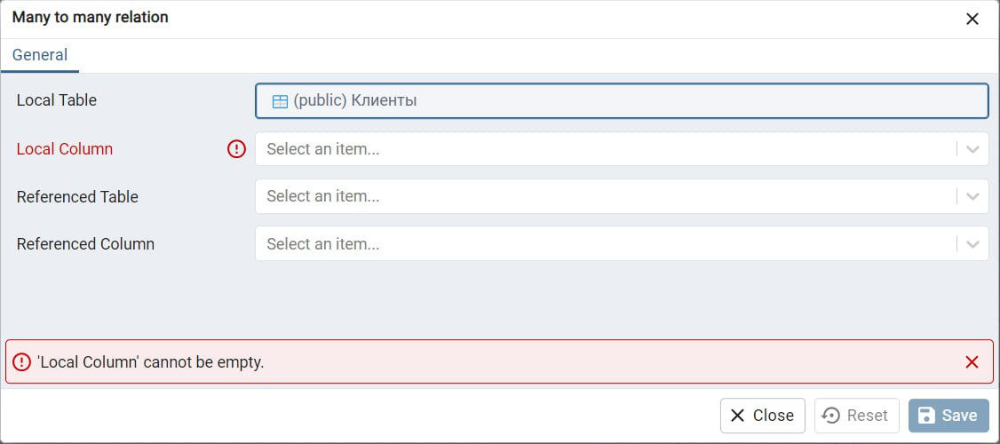 Many to many relation
General
Local Table (public) Клиенты
Local Column Select an item...
Referenced Table Select an item...
Referenced Column Select an item...
'Local Column' cannot be empty.
Close Reset Save